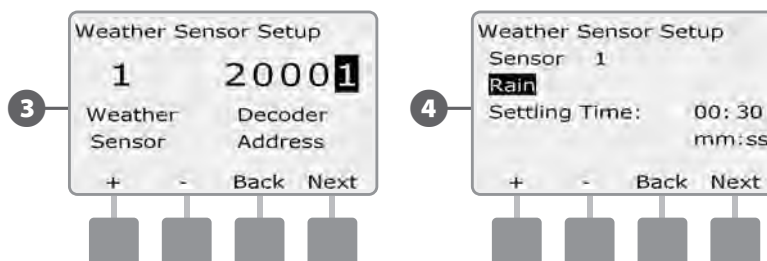 3
Weather Sensor Setup
1 20001
Weather Decoder
Sensor Address
+ - Back Next
4
Weather Sensor Setup
Sensor 1
Rain
Settling Time: 00:30
mm:ss
+ - Back Next